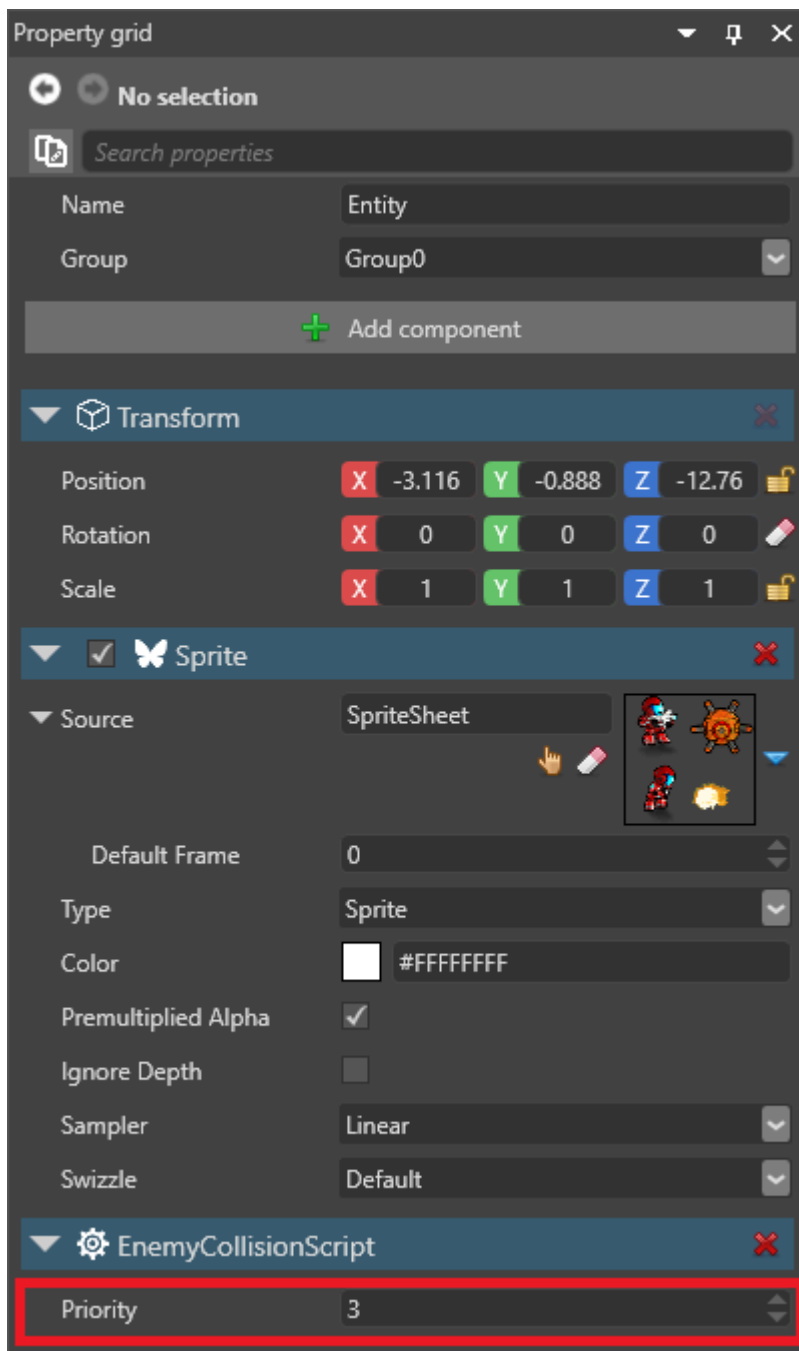 Property grid
No selection
Search properties
Name Entity
Group Group0
Add component
Transform
Position X -3.116 Y -0.888 Z -12.76
Rotation X 0 Y 0 Z 0
Scale X 1 Y 1 Z 1
Sprite
Source SpriteSheet
Default Frame 0
Type Sprite
Color #FFFFFFFF
Premultiplied Alpha
Ignore Depth
Sampler Linear
Swizzle Default
EnemyCollisionScript
Priority 3